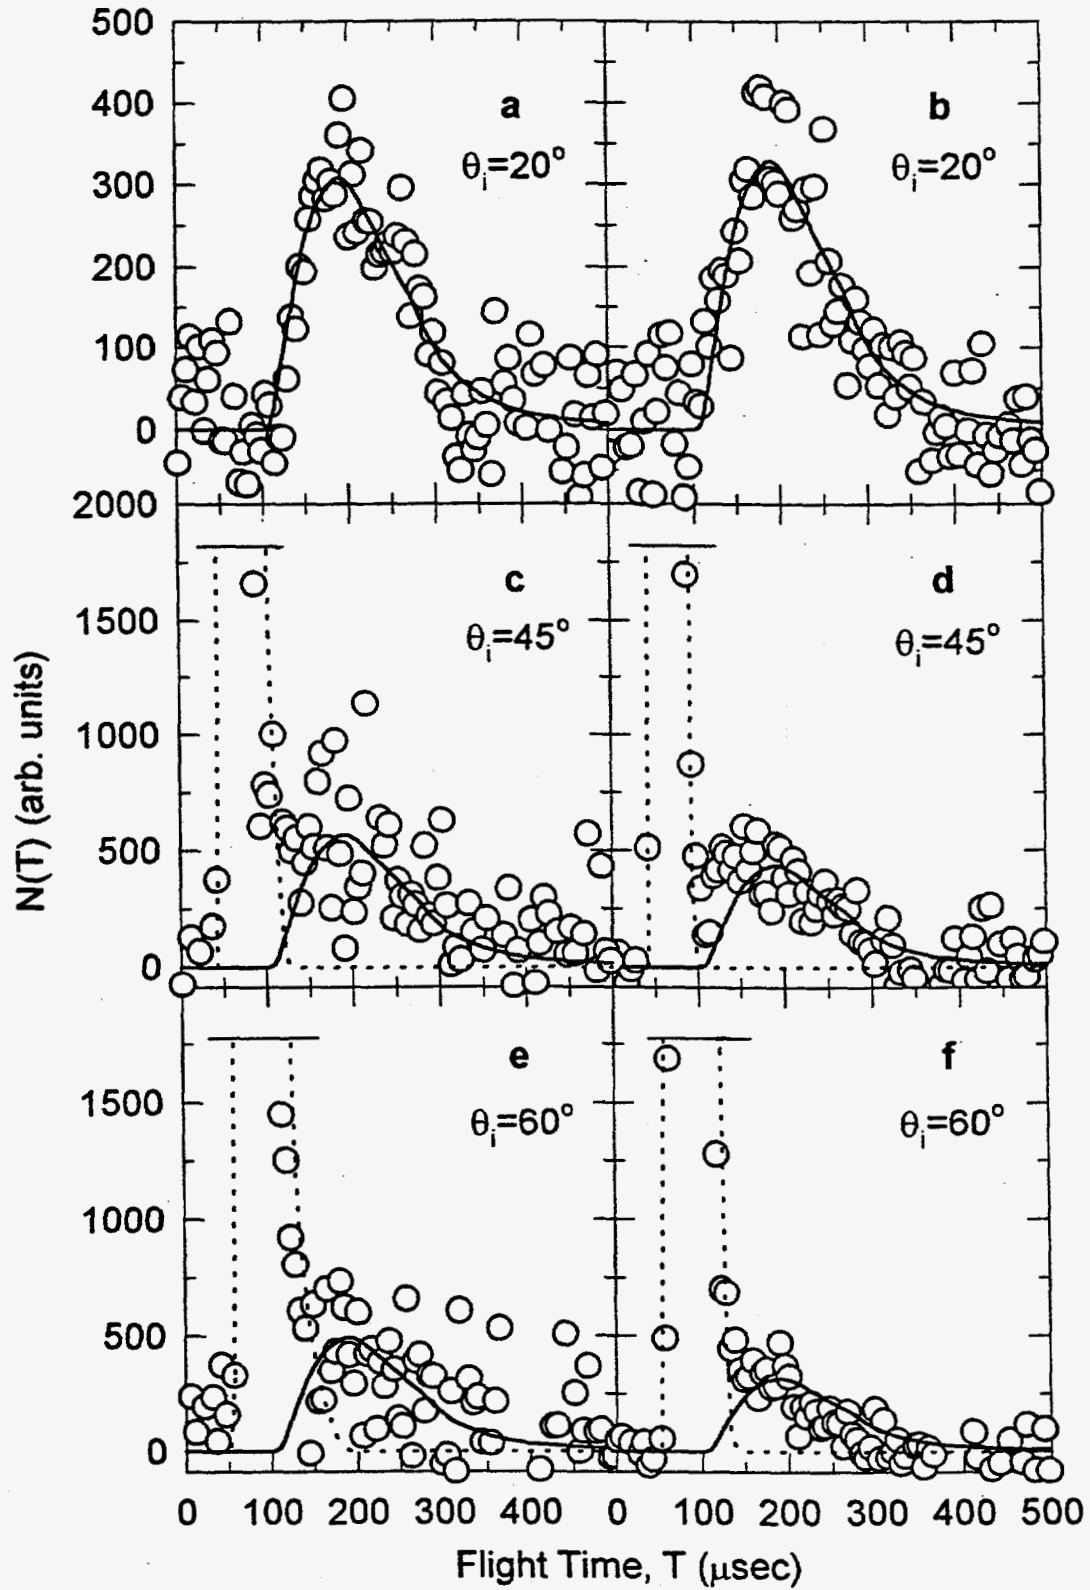 500
400
300
200
100
0
a
θi=20°
b
θi=20°
2000
1500
1000
500
0
c
θi=45°
d
θi=45°
1500
1000
500
0
e
θi=60°
f
θi=60°
N(T) (arb. units)
0 100 200 300 400 0 100 200 300 400 500
Flight Time, T (μsec)